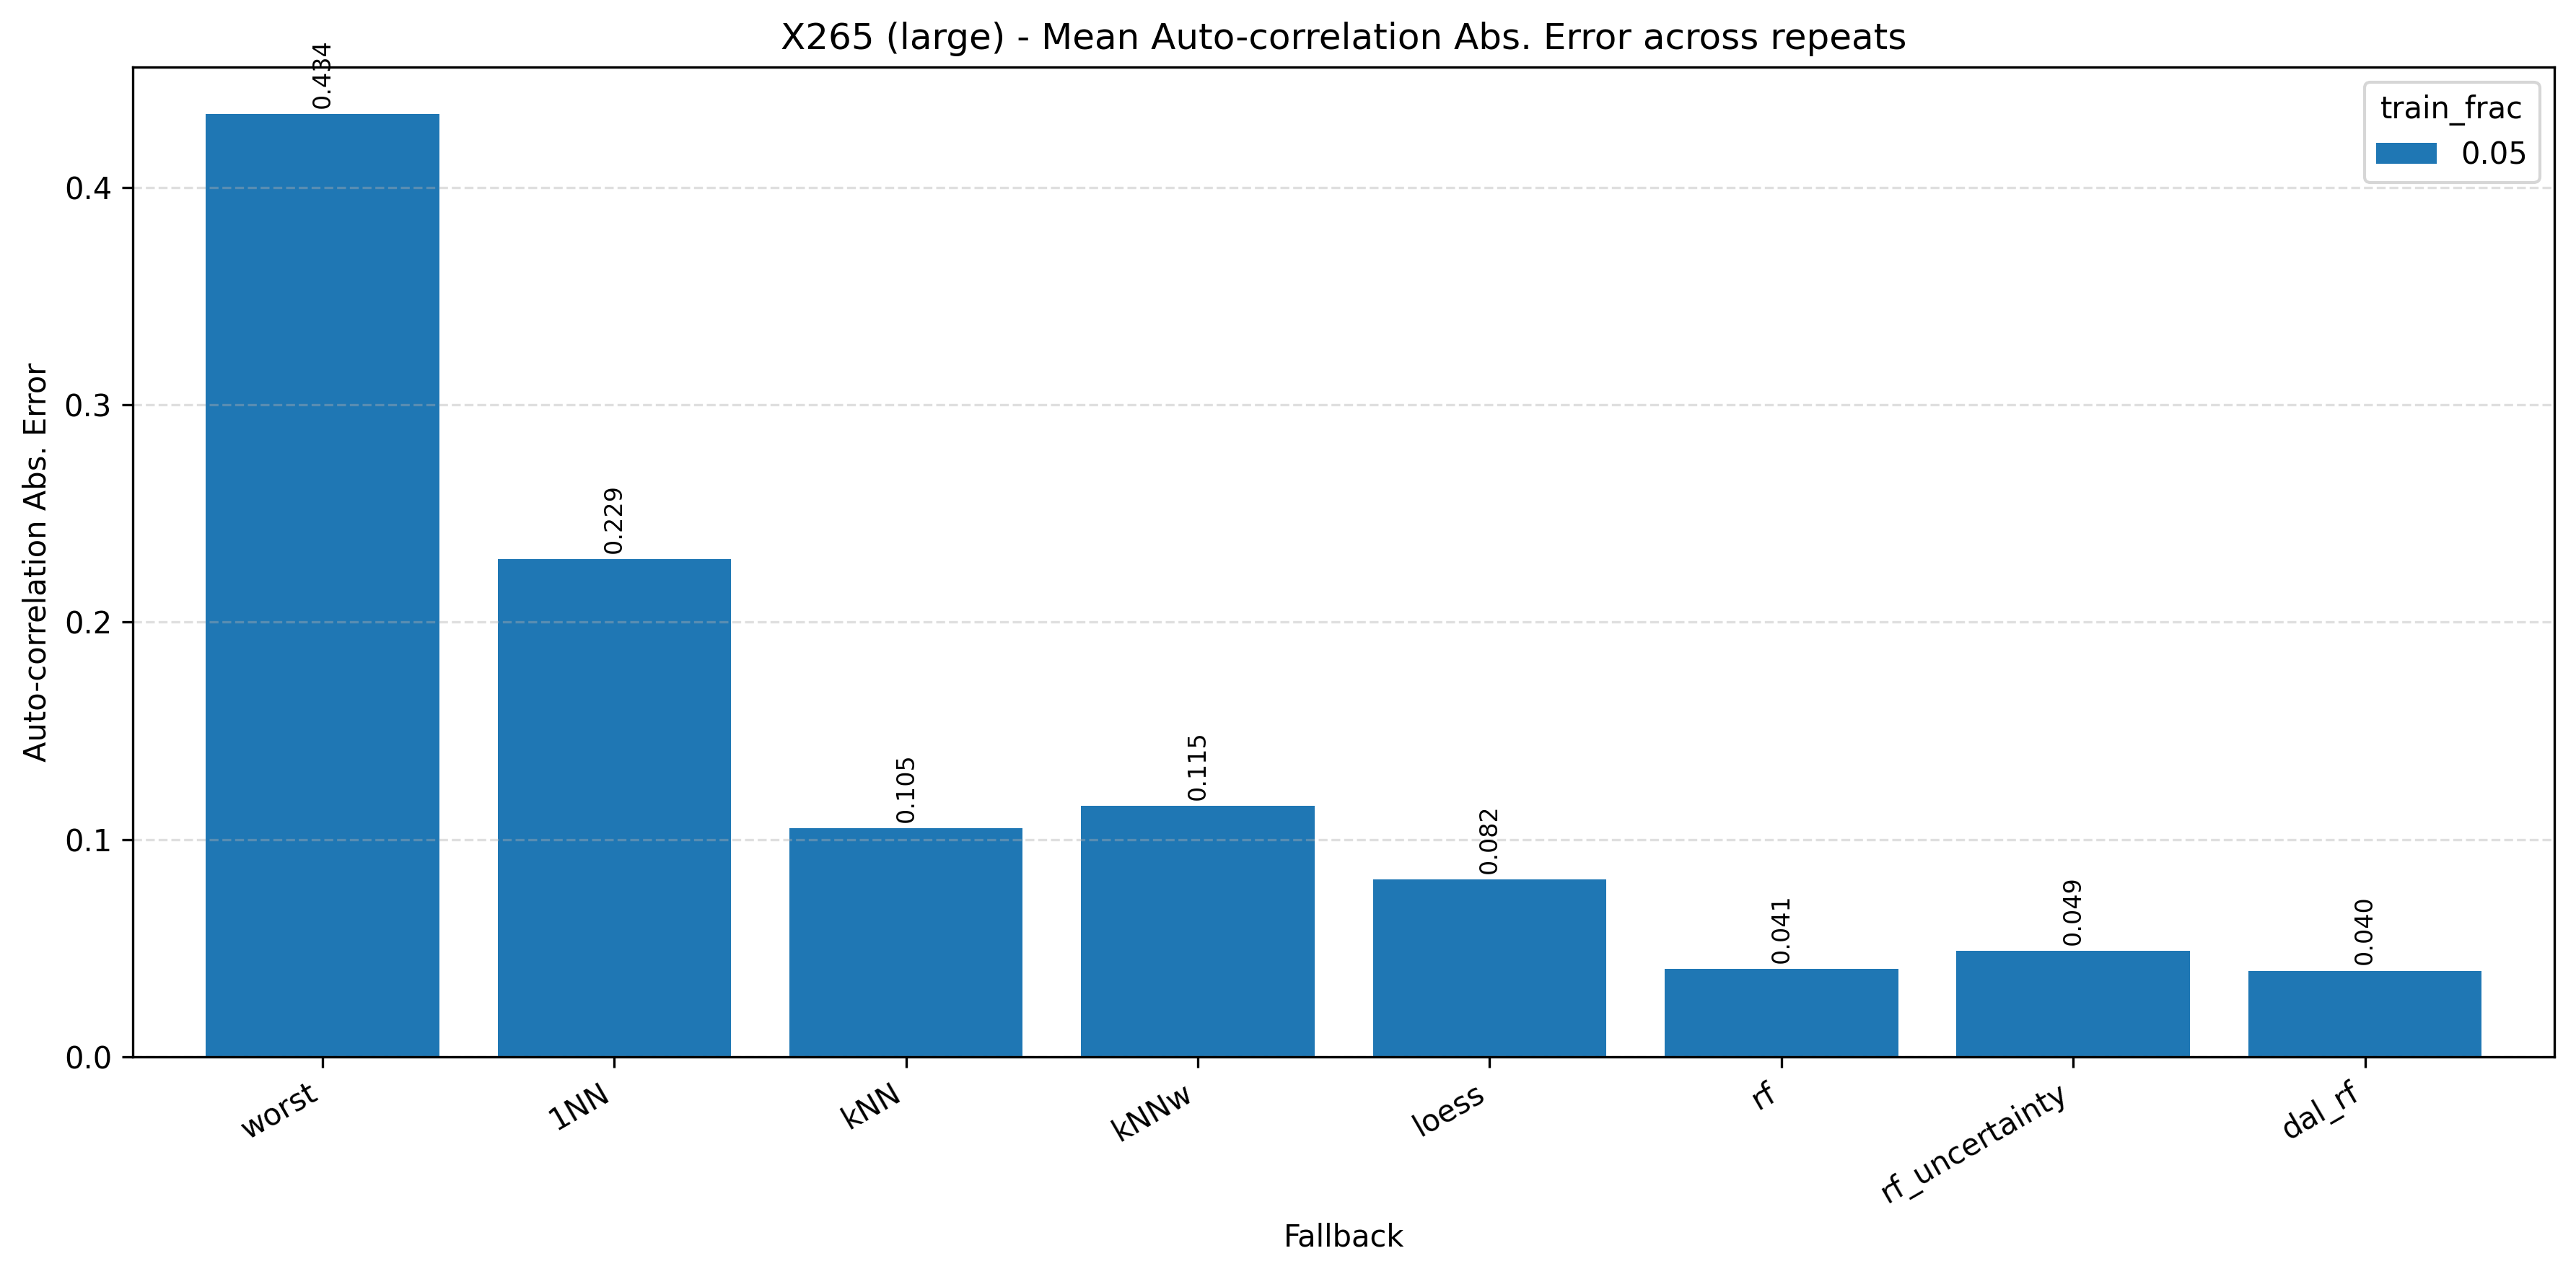 X265 (large) - Mean Auto-correlation Abs. Error across repeats
train_frac
0.05
Auto-correlation Abs. Error
0.4
0.3
0.2
0.1
0.0
0.434
0.229
0.105
0.115
0.082
0.041
0.049
0.040
worst
1NN
kNN
kNNw
loess
rf
rf_uncertainty
dal_rf
Fallback